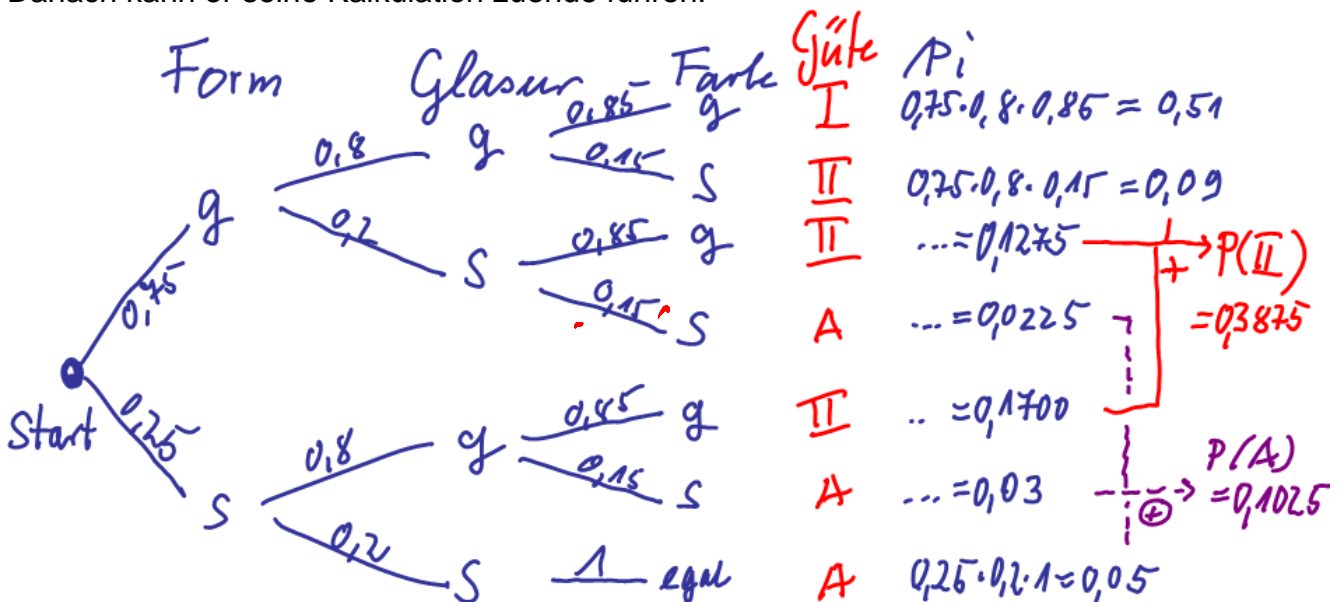 Danach kann er seine Kalkulation zuende führen.
Form Glasur Farbe Güte Pi
0,8 g 0,85 g I 0,75·0,8·0,85 = 0,51
0,15 s II 0,75·0,8·0,15 = 0,09
g 0,2 s 0,85 g II ...=0,1275 + P(II)
0,75 0,15 s A ...=0,0225 =0,3875
Start 0,25 0,85 g II ..=0,1700
0,8 g 0,15 s A ...=0,03 + P(A)
=0,1025
s 0,2 s 1 egal A 0,25·0,2·1=0,05